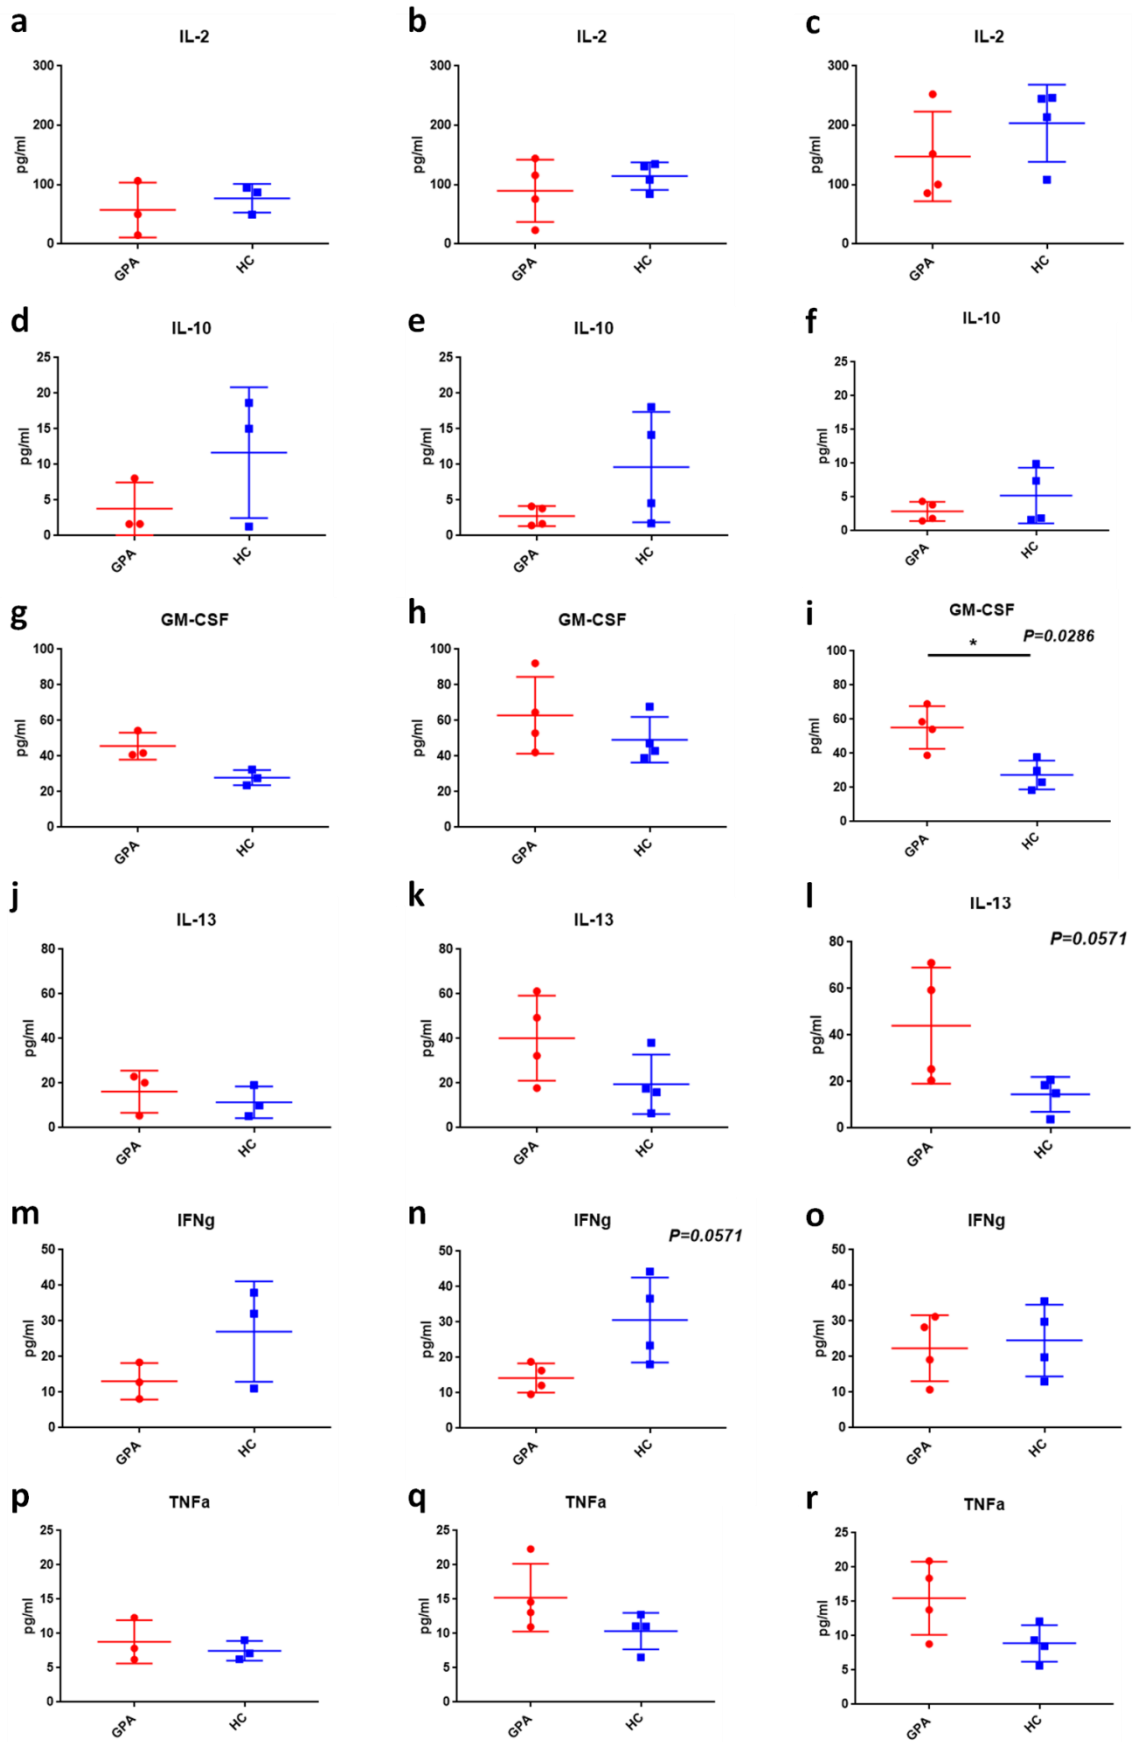 a
IL-2
300
200
100
0
pg/ml
GPA
HC
b
IL-2
300
200
100
0
pg/ml
GPA
HC
c
IL-2
300
200
100
0
pg/ml
GPA
HC
d
IL-10
25
20
15
10
5
0
pg/ml
GPA
HC
e
IL-10
25
20
15
10
5
0
pg/ml
GPA
HC
f
IL-10
25
20
15
10
5
0
pg/ml
GPA
HC
g
GM-CSF
100
80
60
40
20
0
pg/ml
GPA
HC
h
GM-CSF
100
80
60
40
20
0
pg/ml
GPA
HC
i
GM-CSF
P=0.0286
*
100
80
60
40
20
0
pg/ml
GPA
HC
j
IL-13
80
60
40
20
0
pg/ml
GPA
HC
k
IL-13
80
60
40
20
0
pg/ml
GPA
HC
l
IL-13
P=0.0571
80
60
40
20
0
pg/ml
GPA
HC
m
IFNg
50
40
30
20
10
0
pg/ml
GPA
HC
n
IFNg
P=0.0571
50
40
30
20
10
0
pg/ml
GPA
HC
o
IFNg
50
40
30
20
10
0
pg/ml
GPA
HC
p
TNFa
25
20
15
10
5
0
pg/ml
GPA
HC
q
TNFa
25
20
15
10
5
0
pg/ml
GPA
HC
r
TNFa
25
20
15
10
5
0
pg/ml
GPA
HC